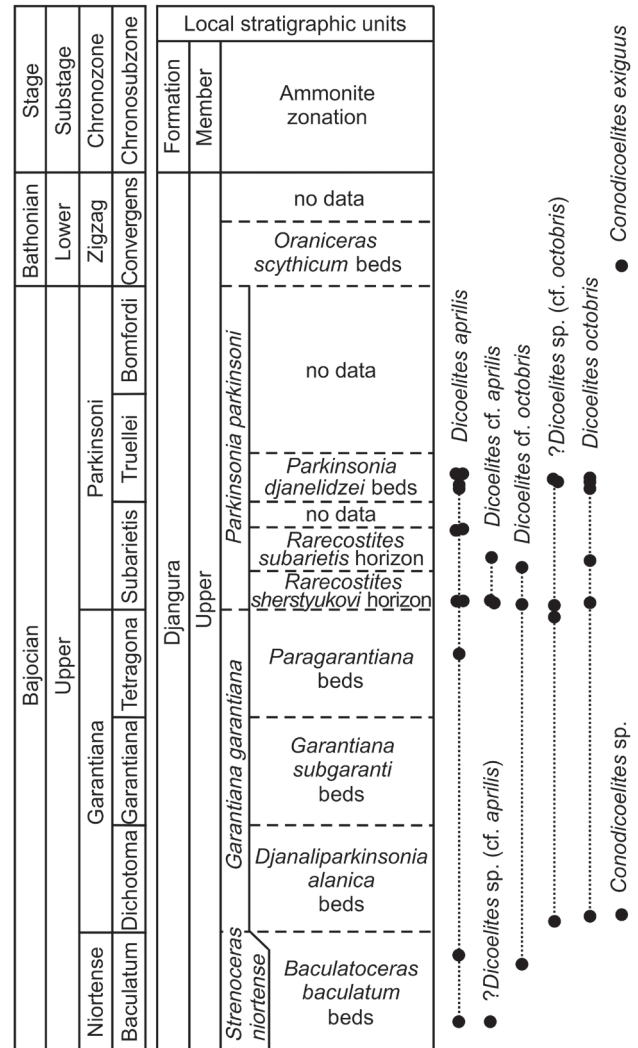 Local stratigraphic units
Stage
Substage
Chronozone
Chronosubzone
Formation
Member
Ammonite
zonation
Bathonian
Lower
Zigzag
Convergens
Bajocian
Upper
Parkinsoni
Bomfordi
Truellei
Subarietis
Garantiana
Tetragona
Garantiana
Dichotoma
Niortense
Baculatum
Djangura
Upper
Parkinsonia parkinsoni
Garantiana garantiana
Strenoceras
niortense
no data
Oraniceras
scythicum beds
no data
Parkinsonia
djanelidzei beds
no data
Rarecostites
subarietis horizon
Rarecostites
sherstyukovi horizon
Paragarantiana
beds
Garantiana
subgaranti
beds
Djanaliparkinsonia
alanica
beds
Baculatoceras
baculatum
beds
Dicoelites aprilis
?Dicoelites sp. (cf. aprilis)
Dicoelites cf. aprilis
Dicoelites cf. octobris
?Dicoelites sp. (cf. octobris)
Dicoelites octobris
Conodicoelites exiguus
Conodicoelites sp.